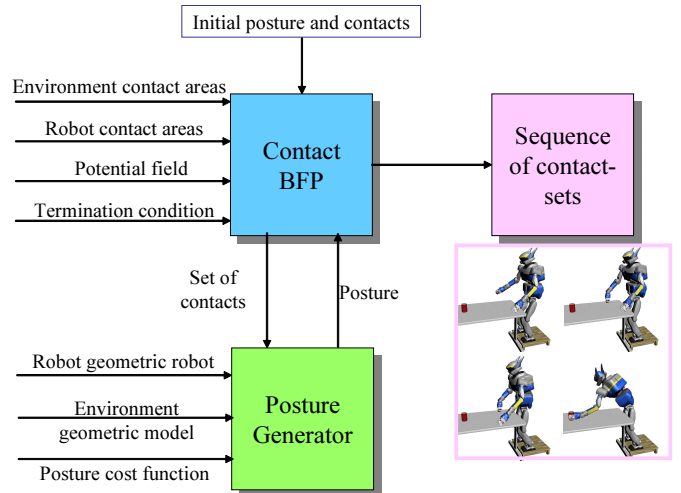 Initial posture and contacts
Environment contact areas
Robot contact areas
Potential field
Termination condition
Contact
BFP
Sequence
of contact-
sets
Set of
contacts
Posture
Robot geometric robot
Environment
geometric model
Posture cost function
Posture
Generator